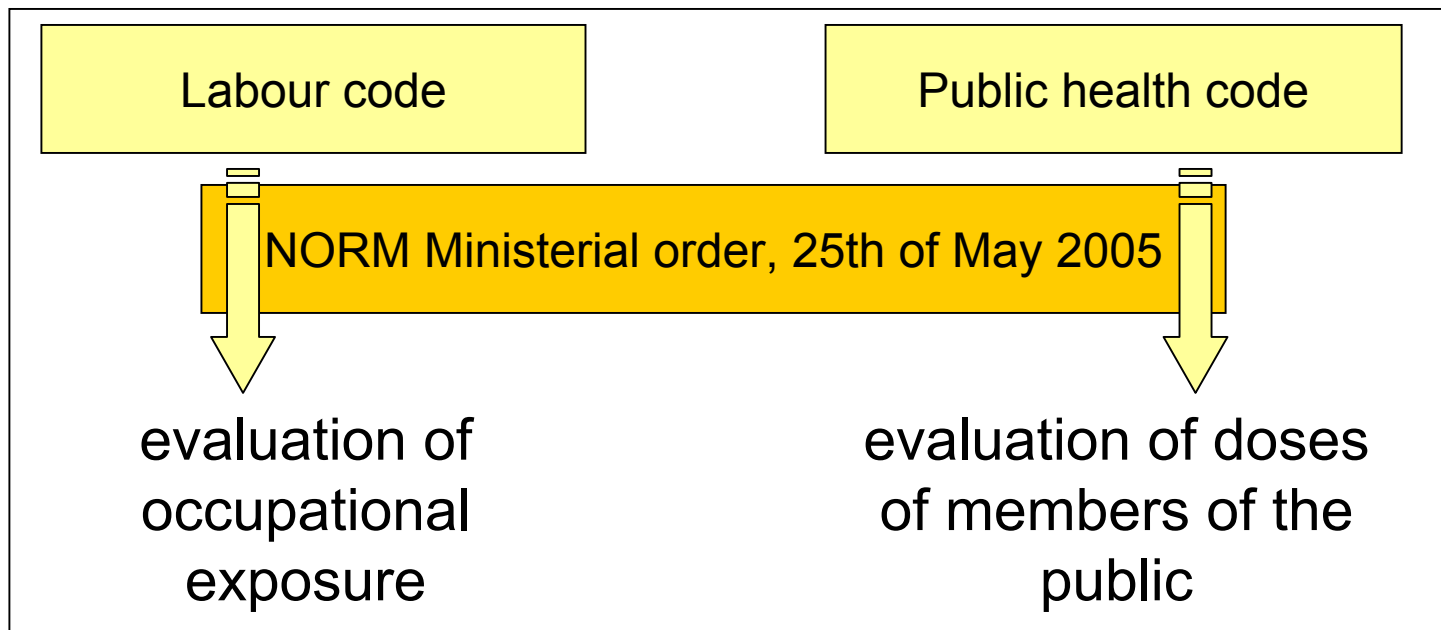 Labour code
Public health code
NORM Ministerial order, 25th of May 2005
evaluation of
occupational
exposure
evaluation of doses
of members of the
public